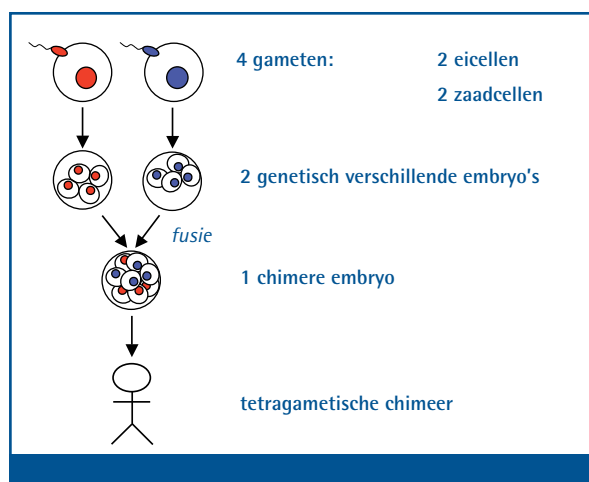 4 gameten: 2 eicellen
2 zaadcellen
2 genetisch verschillende embryo's
fusie
1 chimere embryo
tetragametische chimeer